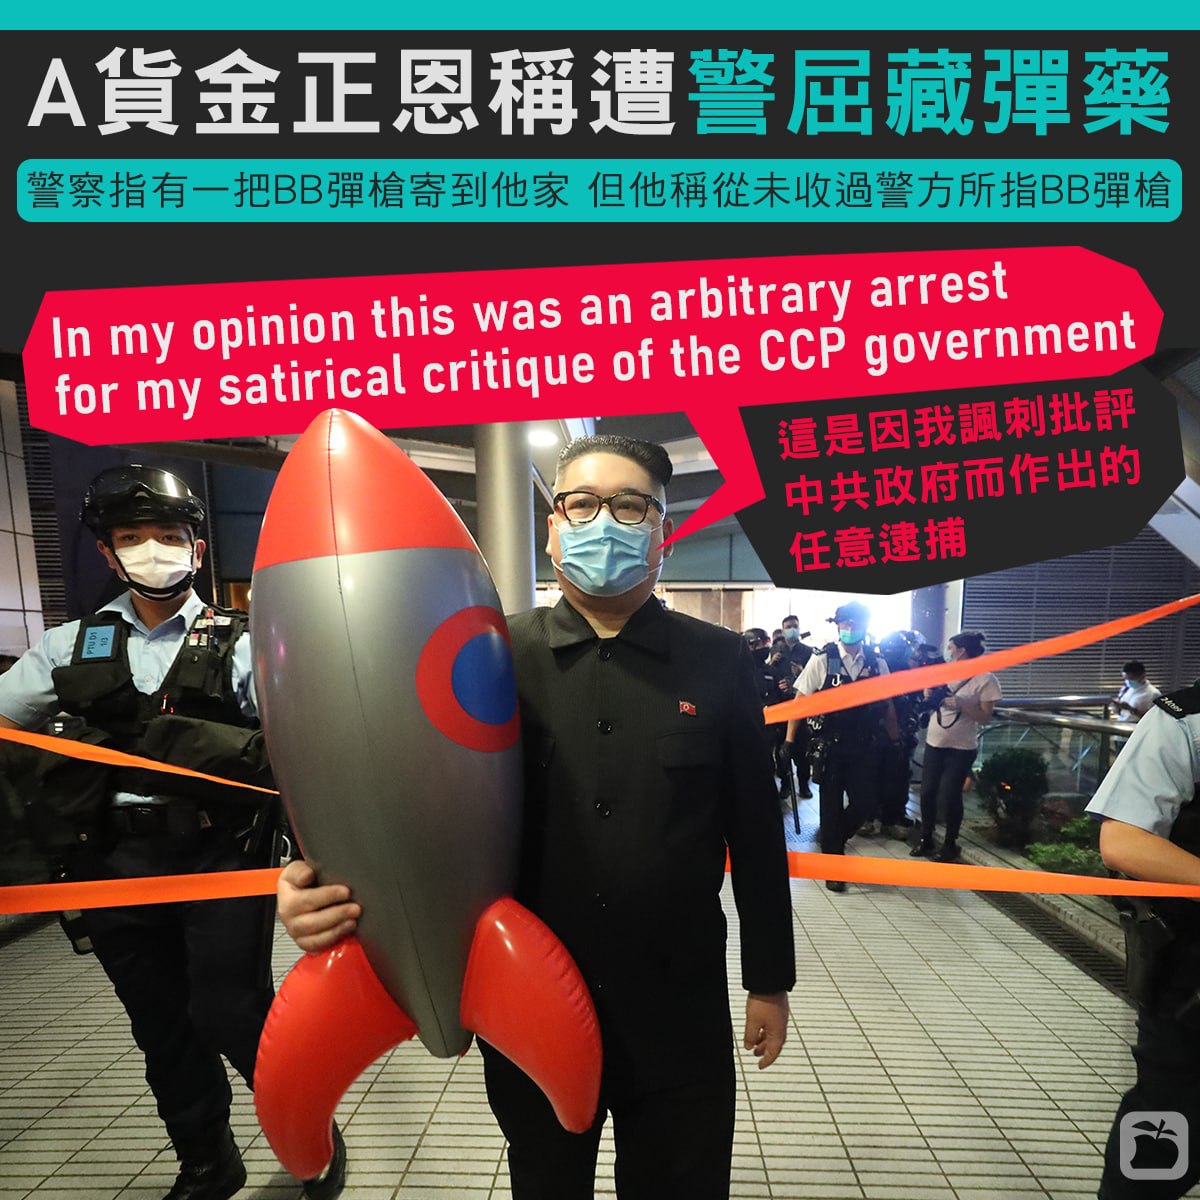 A貨金正恩稱遭警屈藏彈藥
警察指有一把BB彈槍寄到他家 但他稱從未收過警方所指BB彈槍
In my opinion this was an arbitrary arrest
for my satirical critique of the CCP government
這是因我諷刺批評
中共政府而作出的
任意逮捕
PTU D1
1/3